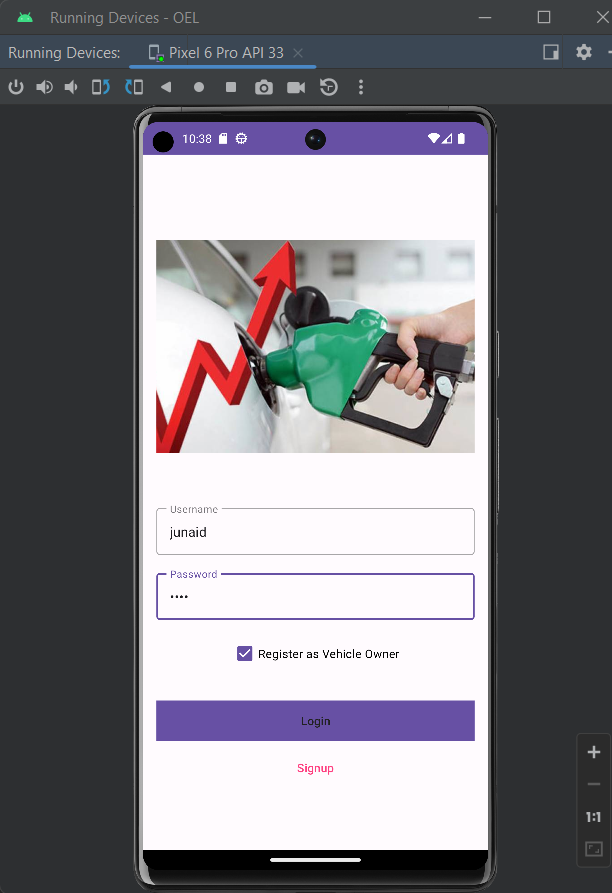 Running Devices - OEL
Running Devices: Pixel 6 Pro API 33
10:38
Username
junaid
Password
••••
Register as Vehicle Owner
Login
Signup
1:1